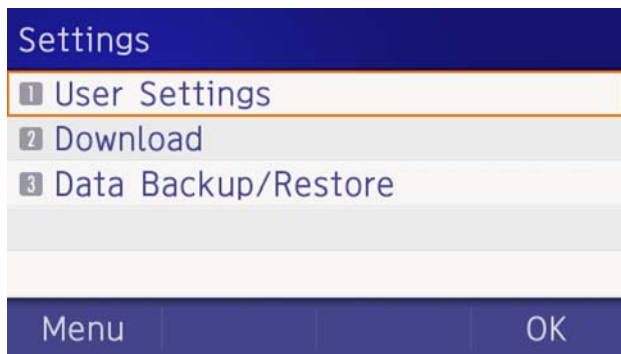 Settings
1 User Settings
2 Download
3 Data Backup/Restore
Menu OK